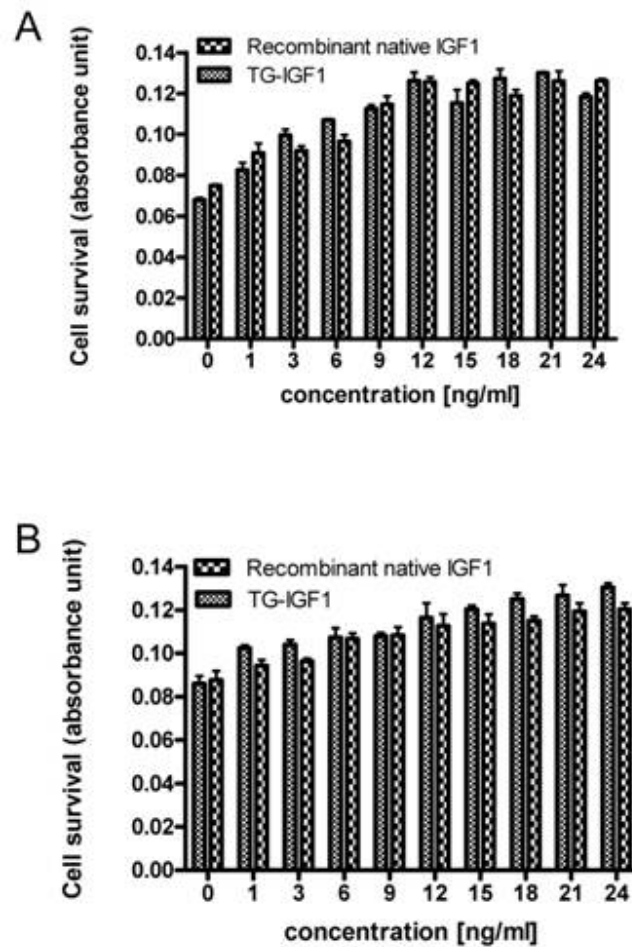 A
Cell survival (absorbance unit)
0.14
0.12
0.10
0.08
0.06
0.04
0.02
0.00
Recombinant native IGF1
TG-IGF1
0 1 3 6 9 12 15 18 21 24
concentration [ng/ml]
B
Cell survival (absorbance unit)
0.14
0.12
0.10
0.08
0.06
0.04
0.02
0.00
Recombinant native IGF1
TG-IGF1
0 1 3 6 9 12 15 18 21 24
concentration [ng/ml]